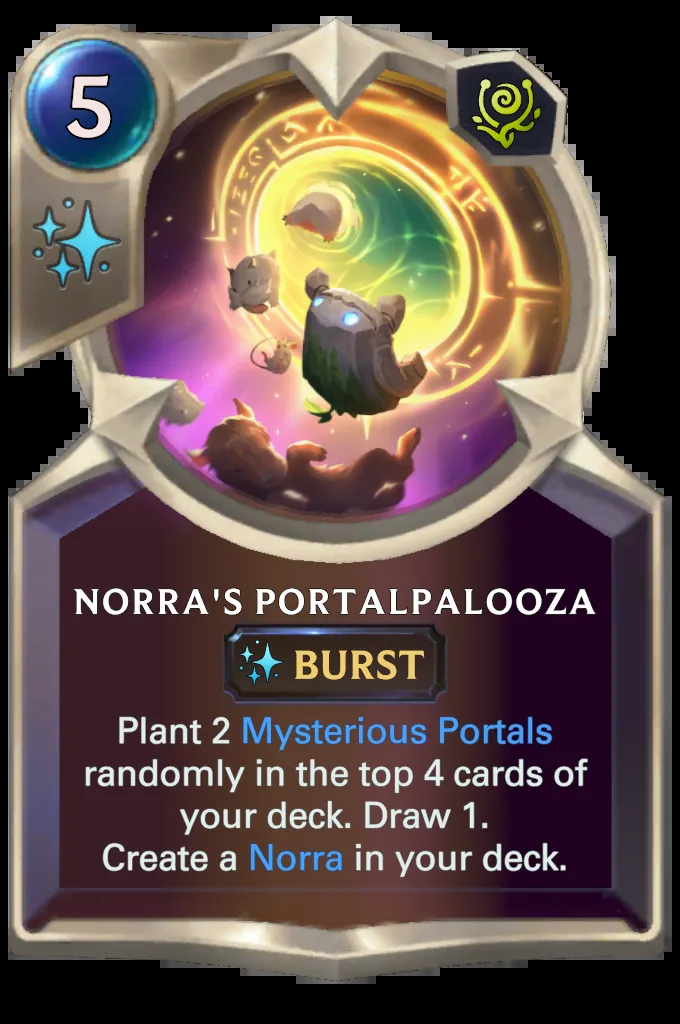 5
NORRA'S PORTALPALOOZA
BURST
Plant 2 Mysterious Portals
randomly in the top 4 cards of
your deck. Draw 1.
Create a Norra in your deck.